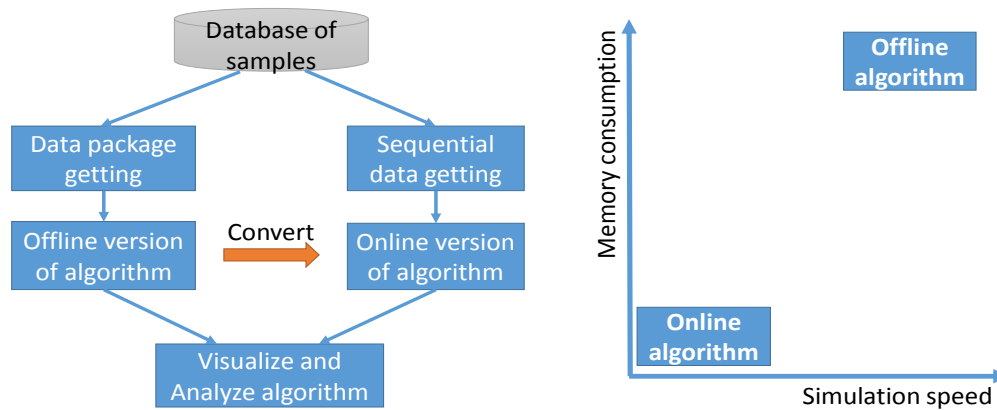 Database of
samples
Data package
getting
Sequential
data getting
Offline version
of algorithm
Convert
Online version
of algorithm
Visualize and
Analyze algorithm
Memory consumption
Offline
algorithm
Online
algorithm
Simulation speed